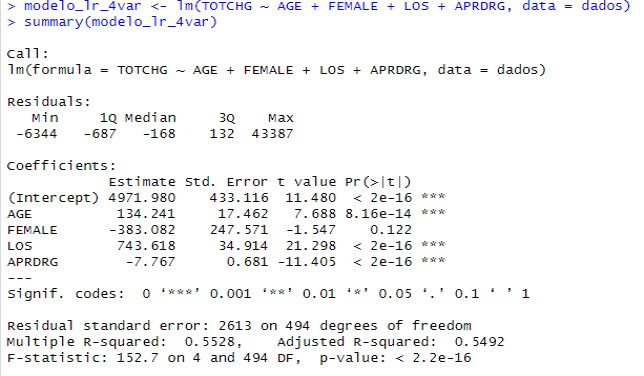 > modelo_lr_4var <- lm(TOTCHG ~ AGE + FEMALE + LOS + APRDRG, data = dados)
> summary(modelo_lr_4var)
Call:
lm(formula = TOTCHG ~ AGE + FEMALE + LOS + APRDRG, data = dados)
Residuals:
   Min     1Q Median     3Q    Max
 -6344   -687   -168    132  43387
Coefficients:
            Estimate Std. Error t value Pr(>|t|)
(Intercept) 4971.980    433.116  11.480  < 2e-16 ***
AGE          134.241     17.462   7.688 8.16e-14 ***
FEMALE      -383.082    247.571  -1.547    0.122
LOS          743.618     34.914  21.298  < 2e-16 ***
APRDRG        -7.767      0.681 -11.405  < 2e-16 ***
---
Signif. codes:  0 ‘***’ 0.001 ‘**’ 0.01 ‘*’ 0.05 ‘.’ 0.1 ‘ ’ 1
Residual standard error: 2613 on 494 degrees of freedom
Multiple R-squared:  0.5528,	Adjusted R-squared:  0.5492
F-statistic: 152.7 on 4 and 494 DF,  p-value: < 2.2e-16